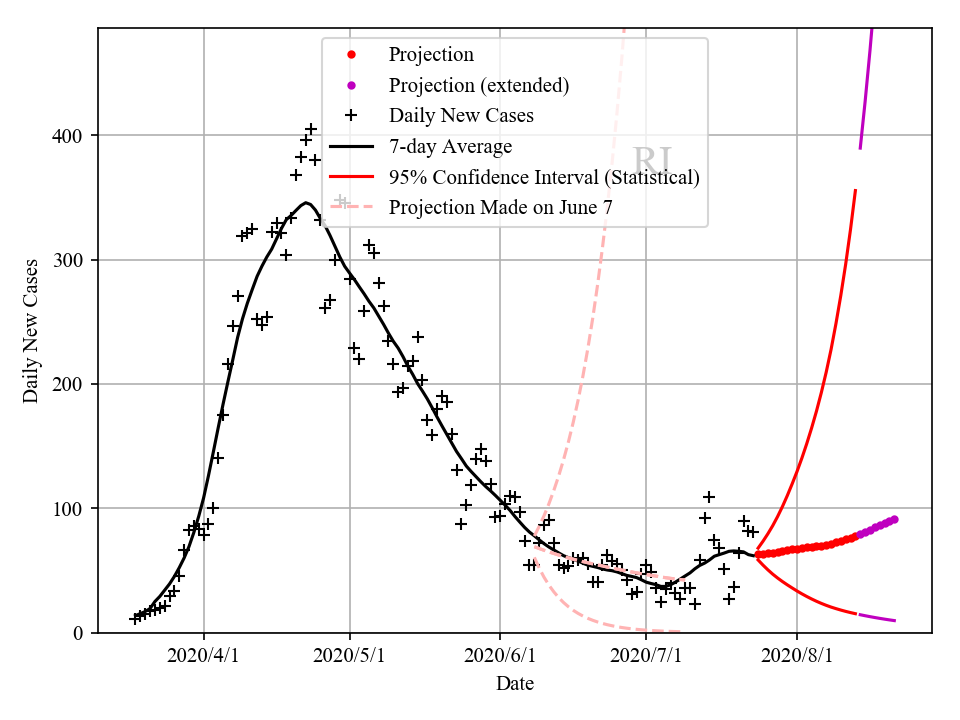 Projection
Projection (extended)
Daily New Cases
7-day Average
95% Confidence Interval (Statistical)
Projection Made on June 7
RI
400
300
200
100
0
Daily New Cases
2020/4/1
2020/5/1
2020/6/1
2020/7/1
2020/8/1
Date